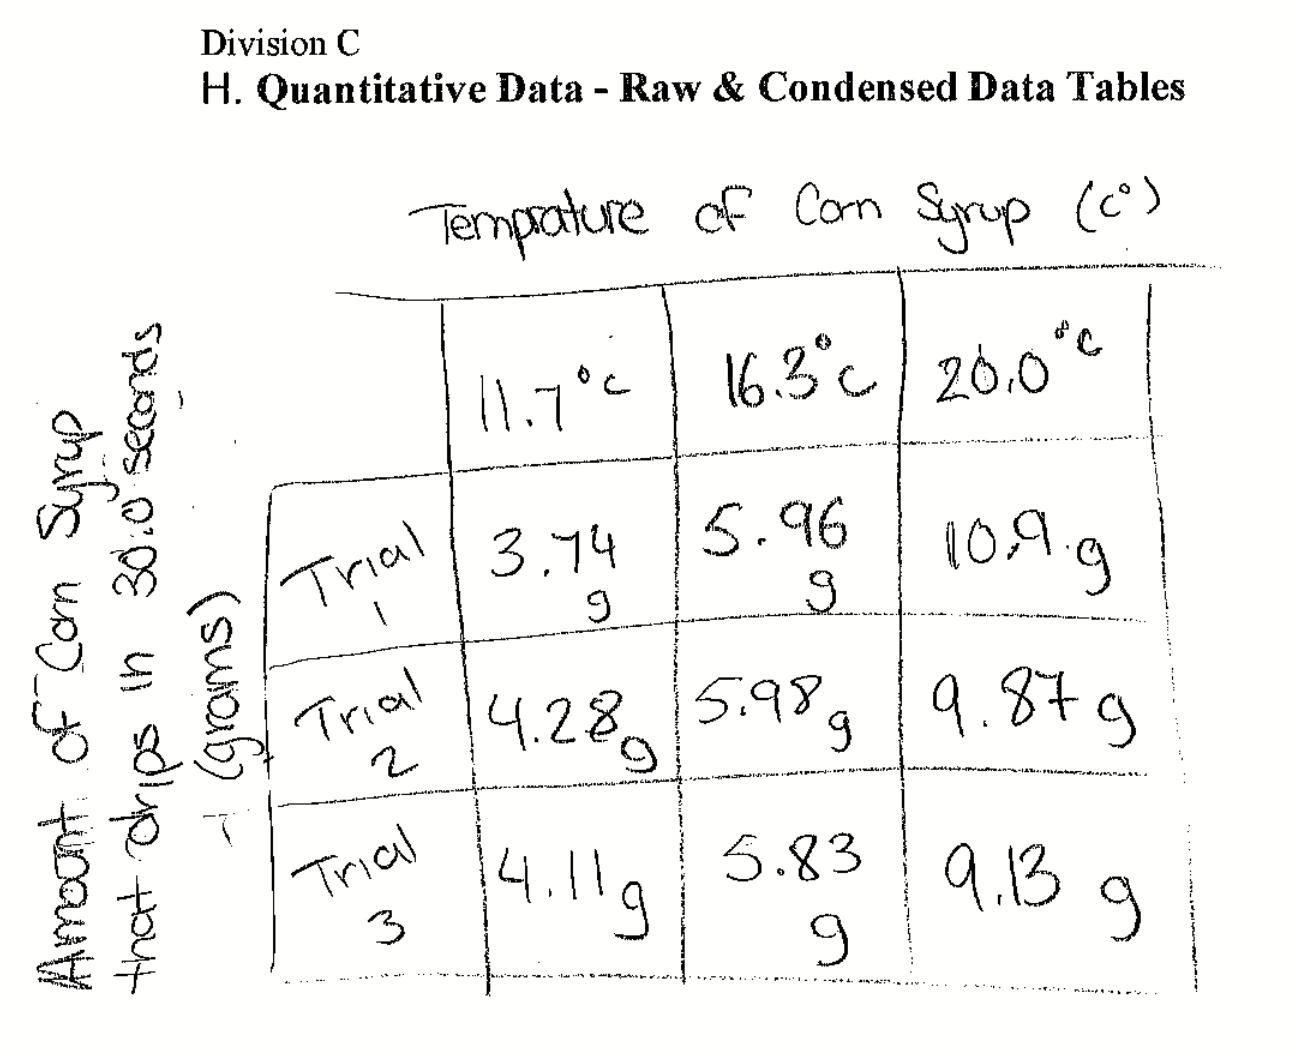 Division C
H. Quantitative Data - Raw & Condensed Data Tables
Temprature of Corn Syrup (c°)
Amount of Corn Syrup
that drips in 30.0 seconds
(grams)
11.7°c 16.3°c 20.0°c
Trial 1 3.74 g 5.96 g 10.9 g
Trial 2 4.28 g 5.98 g 9.87 g
Trial 3 4.11 g 5.83 g 9.13 g